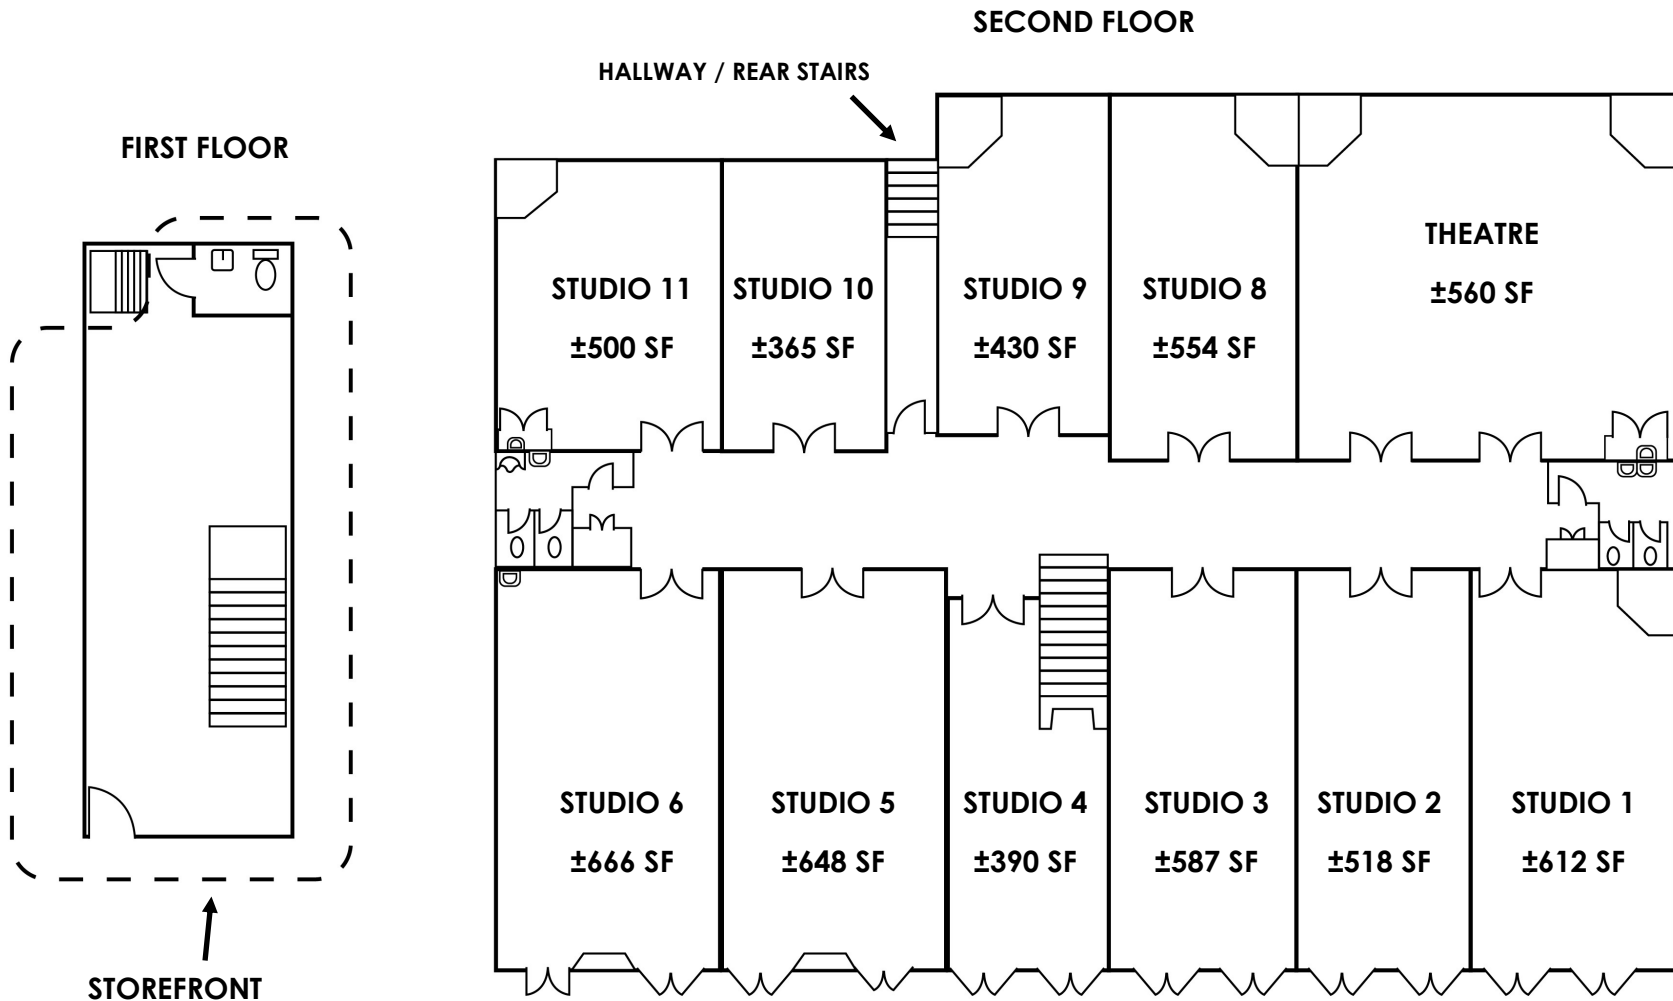 SECOND FLOOR
HALLWAY / REAR STAIRS
FIRST FLOOR
THEATRE
±560 SF
STUDIO 11
±500 SF
STUDIO 10
±365 SF
STUDIO 9
±430 SF
STUDIO 8
±554 SF
STUDIO 6
±666 SF
STUDIO 5
±648 SF
STUDIO 4
±390 SF
STUDIO 3
±587 SF
STUDIO 2
±518 SF
STUDIO 1
±612 SF
STOREFRONT